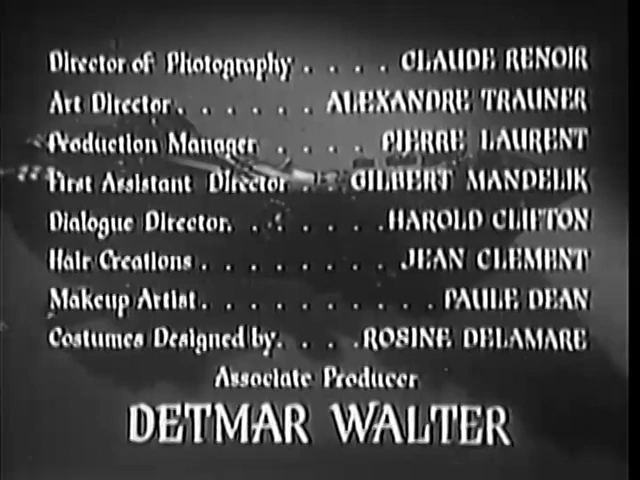 Director of Photography . . . . CLAUDE RENOIR
Art Director . . . . . . ALEXANDRE TRAUNER
Production Manager . . . . PIERRE LAURENT
First Assistant Director . . . GILBERT MANDELIK
Dialogue Director. . . . . . . HAROLD CLIFTON
Hair Creations . . . . . . . . JEAN CLEMENT
Makeup Artist. . . . . . . . . . . PAULE DEAN
Costumes Designed by. . . . ROSINE DELAMARE
Associate Producer
DETMAR WALTER